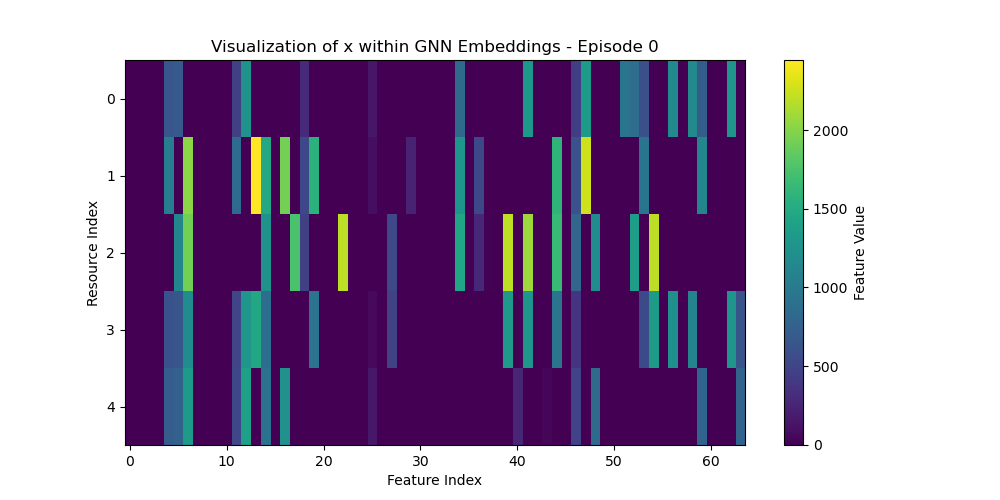 Visualization of x within GNN Embeddings - Episode 0
Resource Index
0
1
2
3
4
0 10 20 30 40 50 60
Feature Index
2000
1500
1000
500
0
Feature Value